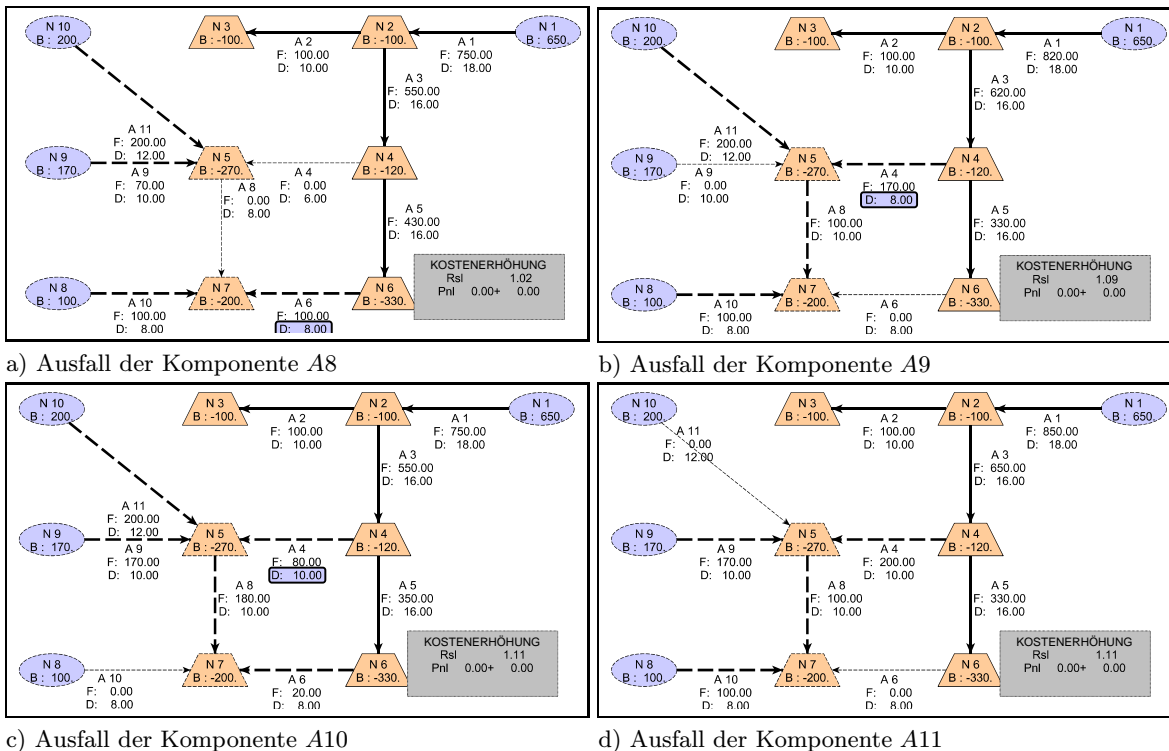 N 10
B : 200.
N 3
B : -100.
N 2
B : -100.
N 1
B : 650.
A 2
F: 100.00
D: 10.00
A 1
F: 750.00
D: 18.00
A 3
F: 550.00
D: 16.00
A 11
F: 200.00
D: 12.00
N 9
B : 170.
A 9
F: 70.00
D: 10.00
N 5
B : -270.
A 8
F: 0.00
D: 8.00
A 4
F: 0.00
D: 6.00
N 4
B : -120.
A 5
F: 430.00
D: 16.00
N 8
B : 100.
A 10
F: 100.00
D: 8.00
N 7
B : -200.
A 6
F: 100.00
D: 8.00
N 6
B : -330.
KOSTENERHÖHUNG
Rsl 1.02
Pnl 0.00+ 0.00
a) Ausfall der Komponente A8
N 10
B : 200.
N 3
B : -100.
N 2
B : -100.
N 1
B : 650.
A 2
F: 100.00
D: 10.00
A 1
F: 820.00
D: 18.00
A 3
F: 620.00
D: 16.00
A 11
F: 200.00
D: 12.00
N 9
B : 170.
A 9
F: 0.00
D: 10.00
N 5
B : -270.
A 4
F: 170.00
D: 8.00
N 4
B : -120.
A 8
F: 100.00
D: 10.00
A 5
F: 330.00
D: 16.00
N 8
B : 100.
A 10
F: 100.00
D: 8.00
N 7
B : -200.
A 6
F: 0.00
D: 8.00
N 6
B : -330.
KOSTENERHÖHUNG
Rsl 1.09
Pnl 0.00+ 0.00
b) Ausfall der Komponente A9
N 10
B : 200.
N 3
B : -100.
N 2
B : -100.
N 1
B : 650.
A 2
F: 100.00
D: 10.00
A 1
F: 750.00
D: 18.00
A 3
F: 550.00
D: 16.00
A 11
F: 200.00
D: 12.00
N 9
B : 170.
A 9
F: 170.00
D: 10.00
N 5
B : -270.
A 4
F: 80.00
D: 10.00
N 4
B : -120.
A 8
F: 180.00
D: 10.00
A 5
F: 350.00
D: 16.00
N 8
B : 100.
A 10
F: 0.00
D: 8.00
N 7
B : -200.
A 6
F: 20.00
D: 8.00
N 6
B : -330.
KOSTENERHÖHUNG
Rsl 1.11
Pnl 0.00+ 0.00
c) Ausfall der Komponente A10
N 10
B : 200.
N 3
B : -100.
N 2
B : -100.
N 1
B : 650.
A 11
F: 0.00
D: 12.00
A 2
F: 100.00
D: 10.00
A 1
F: 850.00
D: 18.00
A 3
F: 650.00
D: 16.00
N 9
B : 170.
A 9
F: 170.00
D: 10.00
N 5
B : -270.
A 4
F: 200.00
D: 10.00
N 4
B : -120.
A 8
F: 100.00
D: 10.00
A 5
F: 330.00
D: 16.00
N 8
B : 100.
A 10
F: 100.00
D: 8.00
N 7
B : -200.
A 6
F: 0.00
D: 8.00
N 6
B : -330.
KOSTENERHÖHUNG
Rsl 1.11
Pnl 0.00+ 0.00
d) Ausfall der Komponente A11